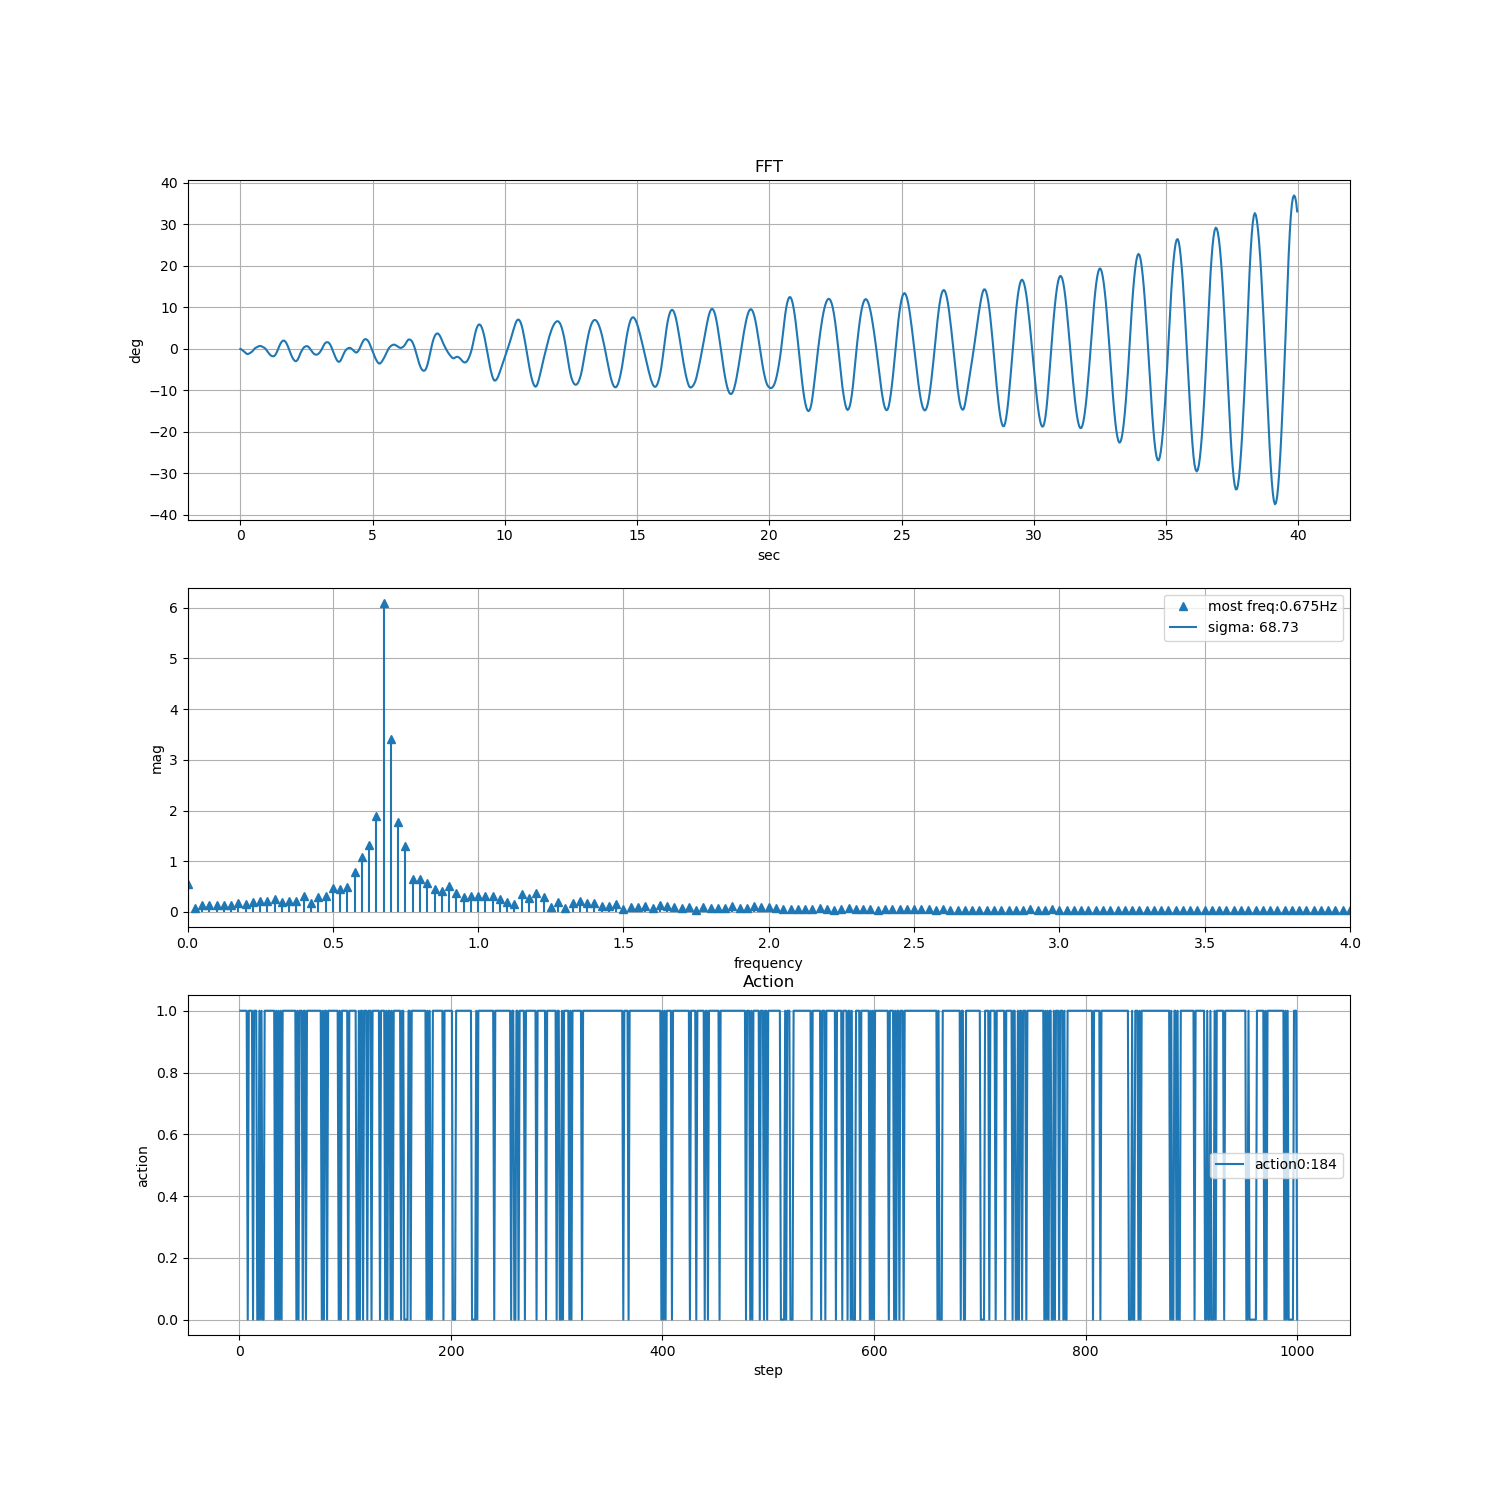 FFT
40
30
20
10
0
−10
−20
−30
−40
deg
0 5 10 15 20 25 30 35 40
sec
6
5
4
3
2
1
0
mag
most freq:0.675Hz
sigma: 68.73
0.0 0.5 1.0 1.5 2.0 2.5 3.0 3.5 4.0
frequency
Action
1.0
0.8
0.6
0.4
0.2
0.0
action
action0:184
0 200 400 600 800 1000
step